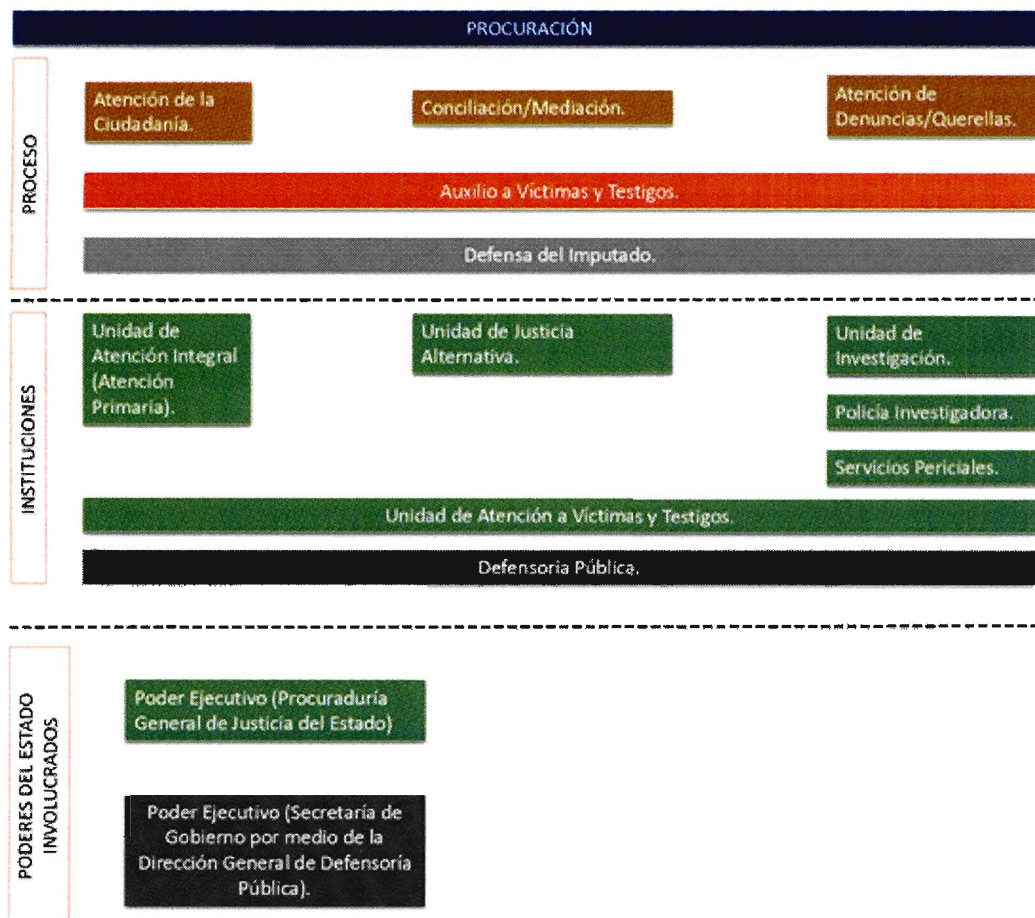 PROCURACIÓN
PROCESO
Atención de la
Ciudadanía.
Conciliación/Mediación.
Atención de
Denuncias/Querellas.
Auxilio a Víctimas y Testigos.
Defensa del Imputado.
INSTITUCIONES
Unidad de
Atención Integral
(Atención
Primaria).
Unidad de Justicia
Alternativa.
Unidad de
Investigación.
Policía Investigadora.
Servicios Periciales.
Unidad de Atención a Víctimas y Testigos.
Defensoría Pública.
PODERES DEL ESTADO
INVOLUCRADOS
Poder Ejecutivo (Procuraduría
General de Justicia del Estado)
Poder Ejecutivo (Secretaría de
Gobierno por medio de la
Dirección General de Defensoría
Pública).